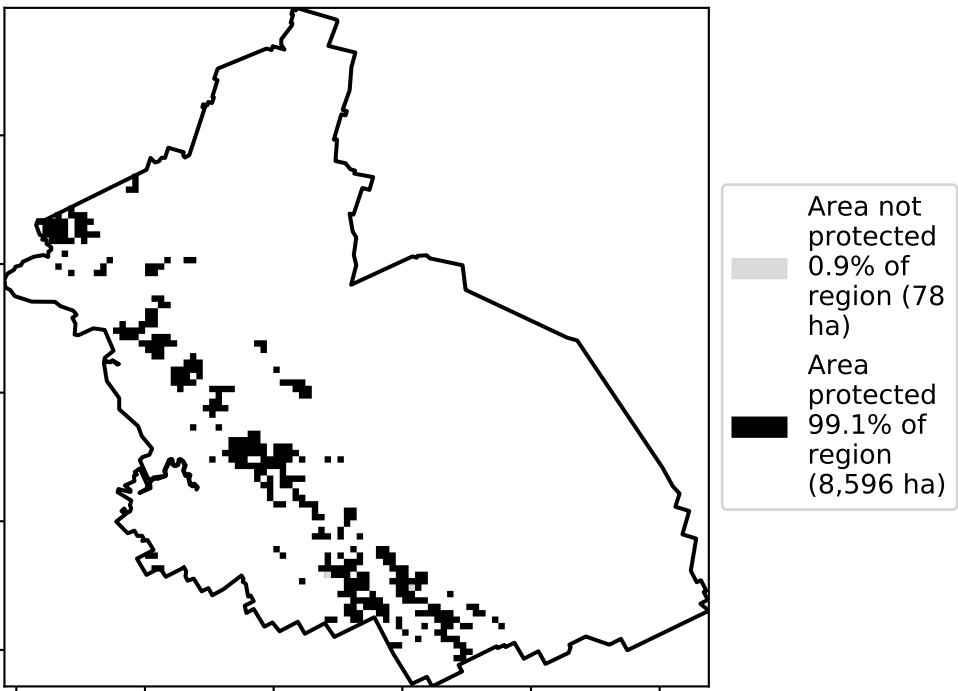 Area not
protected
0.9% of
region (78
ha)
Area
protected
99.1% of
region
(8,596 ha)